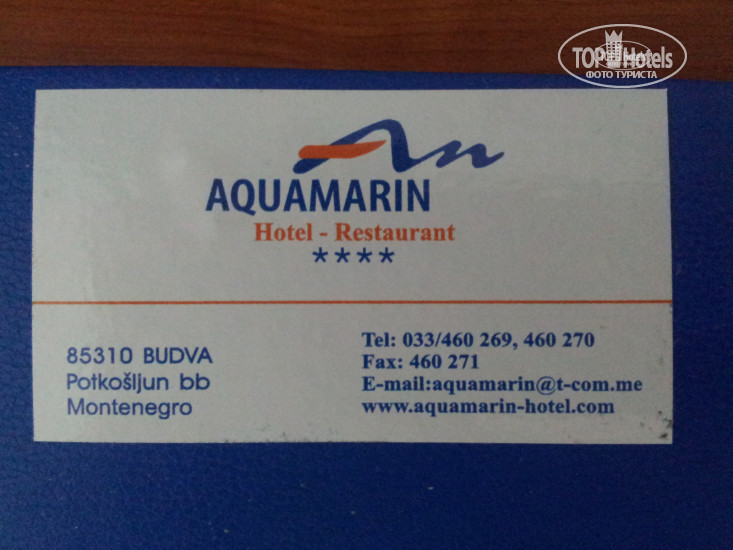 TOP Hotels
ФОТО ТУРИСТА
An
AQUAMARIN
Hotel - Restaurant
****
85310 BUDVA
Potkošljun bb
Montenegro
Tel: 033/460 269, 460 270
Fax: 460 271
E-mail:aquamarin@t-com.me
www.aquamarin-hotel.com